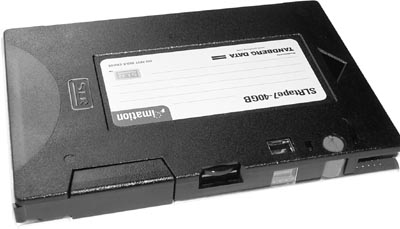 imation
SLRtape7-40GB
TANDBERG DATA
SLR